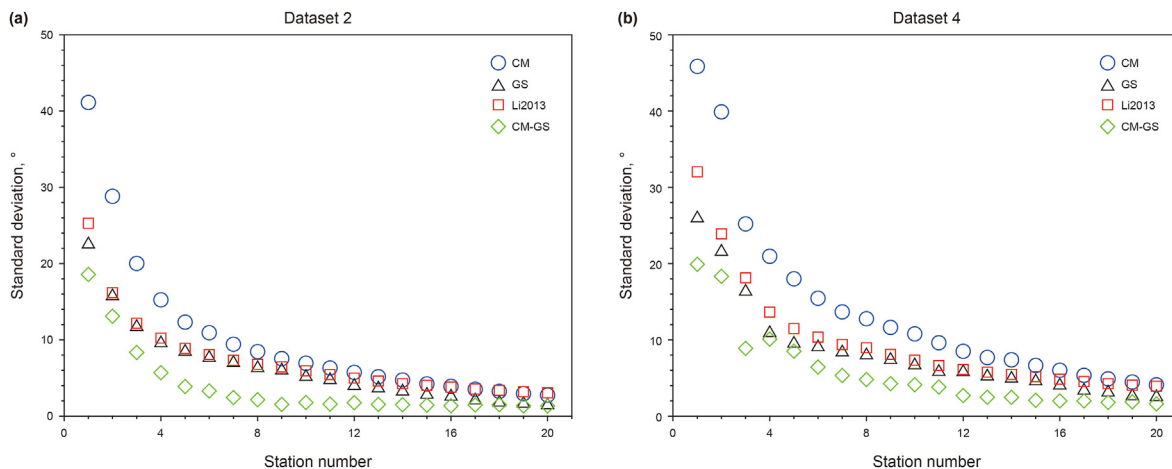 (a)
Dataset 2
50
40
30
20
10
0
0
4
8
12
16
20
Standard deviation, °
Station number
CM
GS
Li2013
CM-GS
(b)
Dataset 4
50
40
30
20
10
0
0
4
8
12
16
20
Standard deviation, °
Station number
CM
GS
Li2013
CM-GS